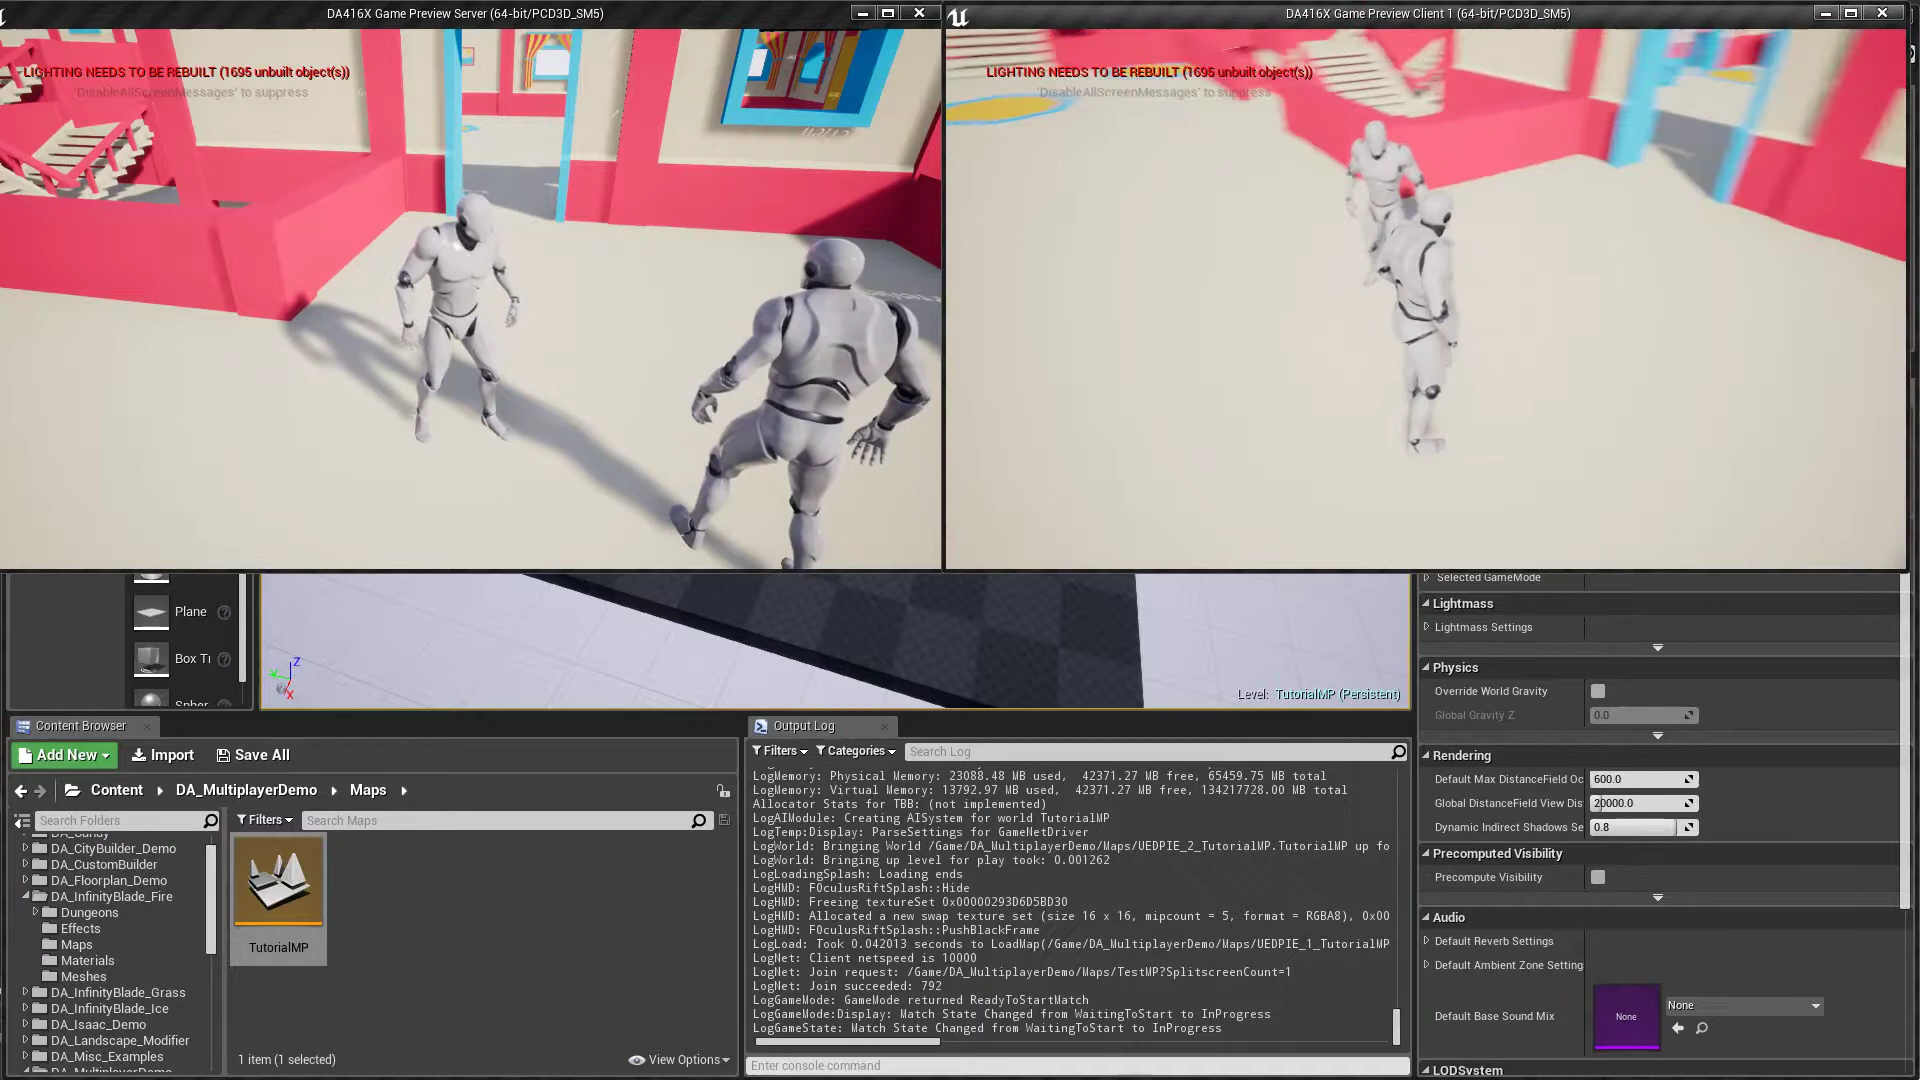 DA416X Game Preview Server (64-bit/PCD3D_SM5)
DA416X Game Preview Client 1 (64-bit/PCD3D_SM5)
LIGHTING NEEDS TO BE REBUILT (1695 unbuilt object(s))
'DisableAllScreenMessages' to suppress
LIGHTING NEEDS TO BE REBUILT (1695 unbuilt object(s))
'DisableAllScreenMessages' to suppress
Plane
Box Tr
Spher
Z
X
Level: TutorialMP (Persistent)
Selected GameMode
Lightmass
Lightmass Settings
Physics
Override World Gravity
Global Gravity Z
0.0
Rendering
Default Max DistanceField Oc
600.0
Global DistanceField View Dis
20000.0
Dynamic Indirect Shadows Se
0.8
Precomputed Visibility
Precompute Visibility
Audio
Default Reverb Settings
Default Ambient Zone Setting
Default Base Sound Mix
None
None
LODSystem
Content Browser
Add New
Import
Save All
Content
DA_MultiplayerDemo
Maps
Search Folders
Filters
Search Maps
DA_Candy
DA_CityBuilder_Demo
DA_CustomBuilder
DA_Floorplan_Demo
DA_InfinityBlade_Fire
Dungeons
Effects
Maps
Materials
Meshes
DA_InfinityBlade_Grass
DA_InfinityBlade_Ice
DA_Isaac_Demo
DA_Landscape_Modifier
DA_Misc_Examples
DA_MultiplayerDemo
TutorialMP
1 item (1 selected)
View Options
Output Log
Filters
Categories
Search Log
LogMemory: Physical Memory: 23088.48 MB used, 42371.27 MB free, 65459.75 MB total
LogMemory: Virtual Memory: 13792.97 MB used, 42371.27 MB free, 134217728.00 MB total
Allocator Stats for TBB: (not implemented)
LogAIModule: Creating AISystem for world TutorialMP
LogTemp:Display: ParseSettings for GameNetDriver
LogWorld: Bringing World /Game/DA_MultiplayerDemo/Maps/UEDPIE_2_TutorialMP.TutorialMP up fo
LogWorld: Bringing up level for play took: 0.001262
LogLoadingSplash: Loading ends
LogHMD: FOculusRiftSplash::Hide
LogHMD: Freeing textureSet 0x00000293D6D5BD30
LogHMD: Allocated a new swap texture set (size 16 x 16, mipcount = 5, format = RGBA8), 0x00
LogHMD: FOculusRiftSplash::PushBlackFrame
LogLoad: Took 0.042013 seconds to LoadMap(/Game/DA_MultiplayerDemo/Maps/UEDPIE_1_TutorialMP
LogNet: Client netspeed is 10000
LogNet: Join request: /Game/DA_MultiplayerDemo/Maps/TestMP?SplitscreenCount=1
LogNet: Join succeeded: 792
LogGameMode: GameMode returned ReadyToStartMatch
LogGameMode:Display: Match State Changed from WaitingToStart to InProgress
LogGameState: Match State Changed from WaitingToStart to InProgress
Enter console command